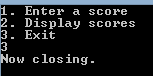 1. Enter a score
2. Display scores
3. Exit
3
Now closing.